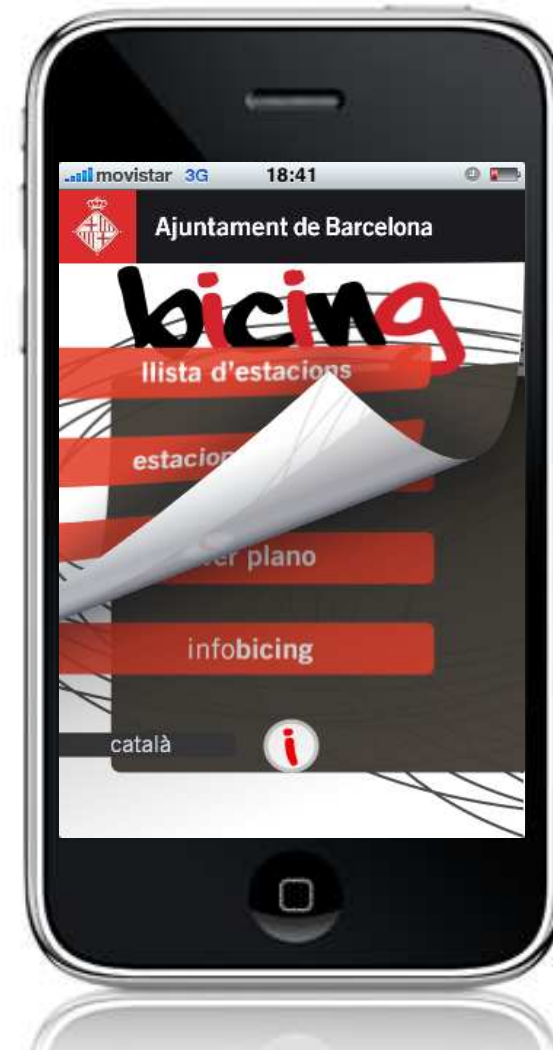 movistar 3G 18:41
Ajuntament de Barcelona
bicing
llista d'estacions
plano
infobicing
català
i